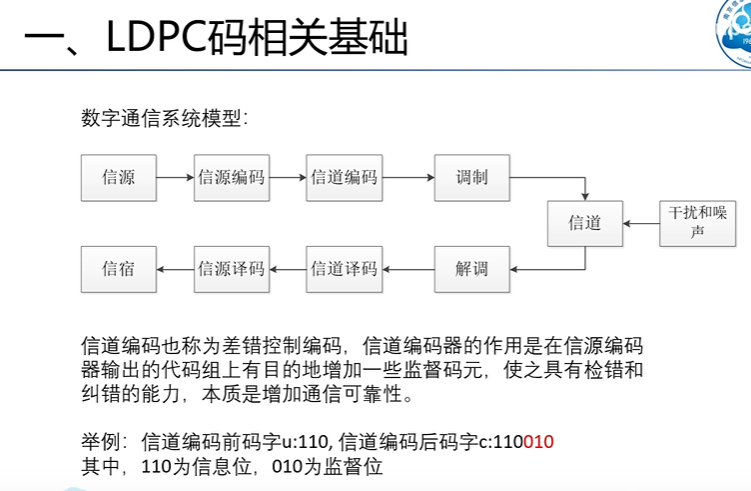 一、LDPC码相关基础
数字通信系统模型:
信源
信源编码
信道编码
调制
信道
干扰和噪
声
信宿
信源译码
信道译码
解调
信道编码也称为差错控制编码，信道编码器的作用是在信源编码
器输出的代码组上有目的地增加一些监督码元，使之具有检错和
纠错的能力，本质是增加通信可靠性。
举例：信道编码前码字u:110, 信道编码后码字c:110010
其中，110为信息位，010为监督位